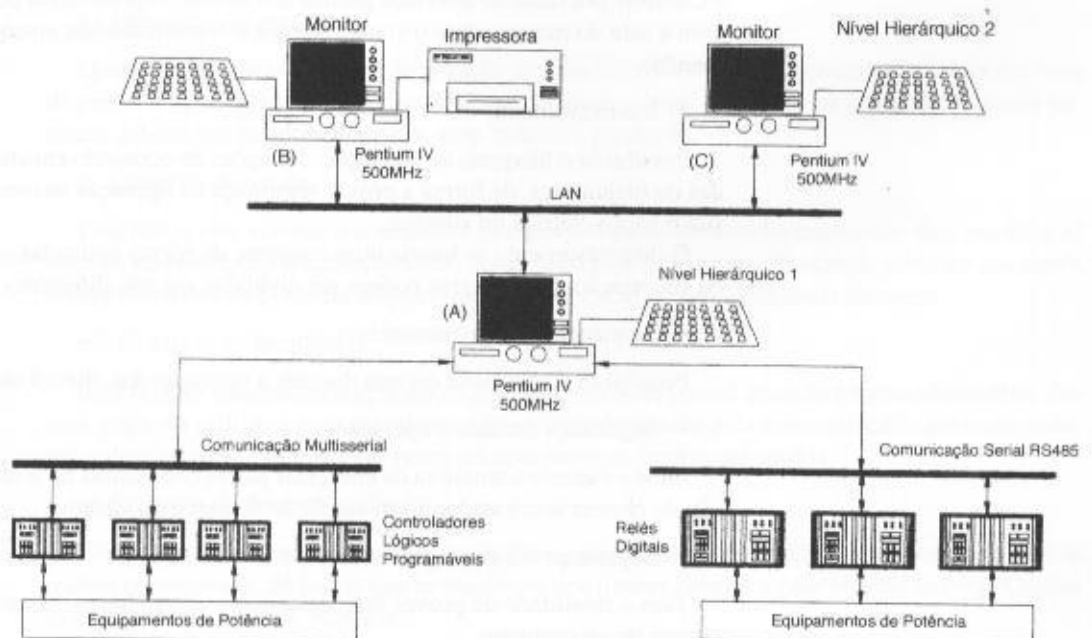 Monitor
Impressora
Monitor
Nível Hierárquico 2
(B)
Pentium IV
500MHz
(C)
Pentium IV
500MHz
LAN
Nível Hierárquico 1
(A)
Pentium IV
500MHz
Comunicação Multisserial
Comunicação Serial RS485
Controladores
Lógicos
Programáveis
Relés
Digitais
Equipamentos de Potência
Equipamentos de Potência